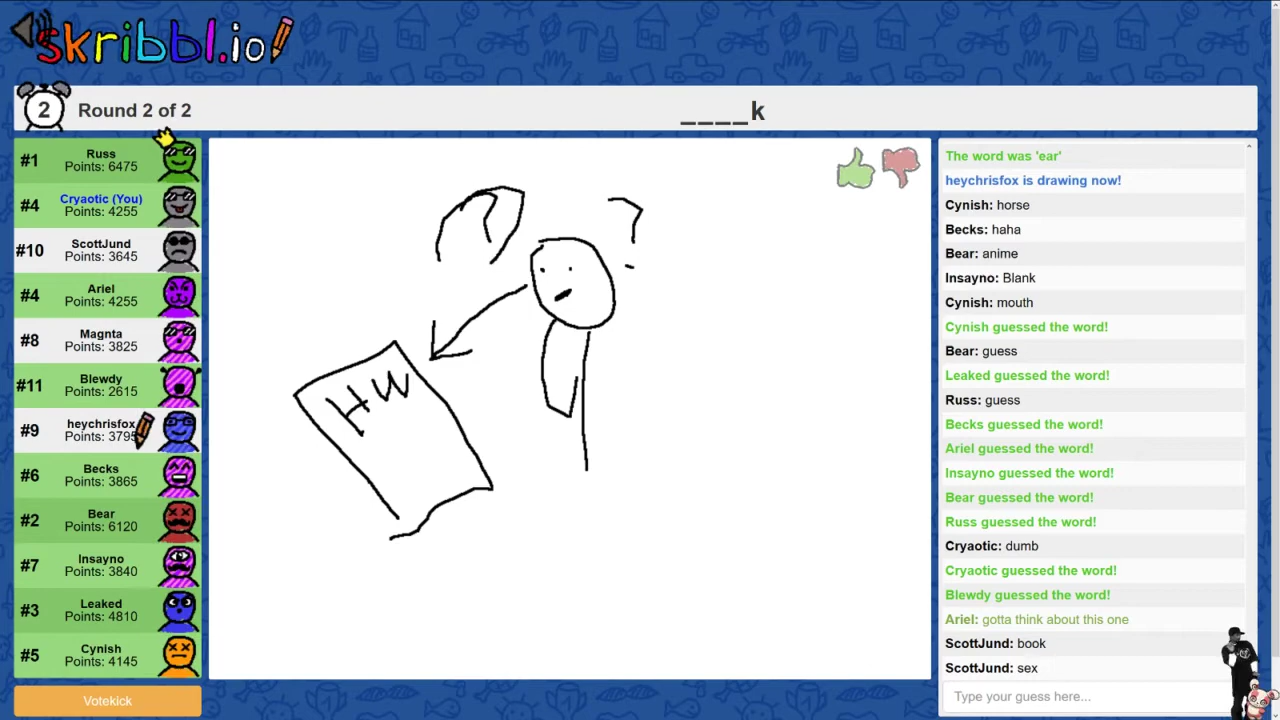 skribbl.io
2
Round 2 of 2
____k
#1
Russ
Points: 6475
#4
Cryaotic (You)
Points: 4255
#10
ScottJund
Points: 3645
#4
Ariel
Points: 4255
#8
Magnta
Points: 3825
#11
Blewdy
Points: 2615
#9
heychrisfox
Points: 3795
#6
Becks
Points: 3865
#2
Bear
Points: 6120
#7
Insayno
Points: 3840
#3
Leaked
Points: 4810
#5
Cynish
Points: 4145
Votekick
?
?
HW
The word was 'ear'
heychrisfox is drawing now!
Cynish: horse
Becks: haha
Bear: anime
Insayno: Blank
Cynish: mouth
Cynish guessed the word!
Bear: guess
Leaked guessed the word!
Russ: guess
Becks guessed the word!
Ariel guessed the word!
Insayno guessed the word!
Bear guessed the word!
Russ guessed the word!
Cryaotic: dumb
Cryaotic guessed the word!
Blewdy guessed the word!
Ariel: gotta think about this one
ScottJund: book
ScottJund: sex
Type your guess here...